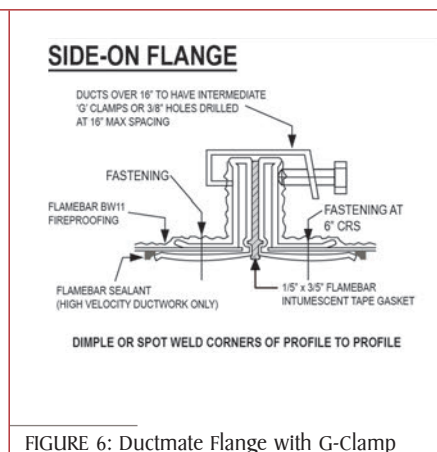 SIDE-ON FLANGE
DUCTS OVER 16" TO HAVE INTERMEDIATE
'G' CLAMPS OR 3/8" HOLES DRILLED
AT 16" MAX SPACING
FASTENING
FLAMEBAR BW11
FIREPROOFING
FASTENING AT
6" CRS
FLAMEBAR SEALANT
(HIGH VELOCITY DUCTWORK ONLY)
1/5" x 3/5" FLAMEBAR
INTUMESCENT TAPE GASKET
DIMPLE OR SPOT WELD CORNERS OF PROFILE TO PROFILE
FIGURE 6: Ductmate Flange with G-Clamp